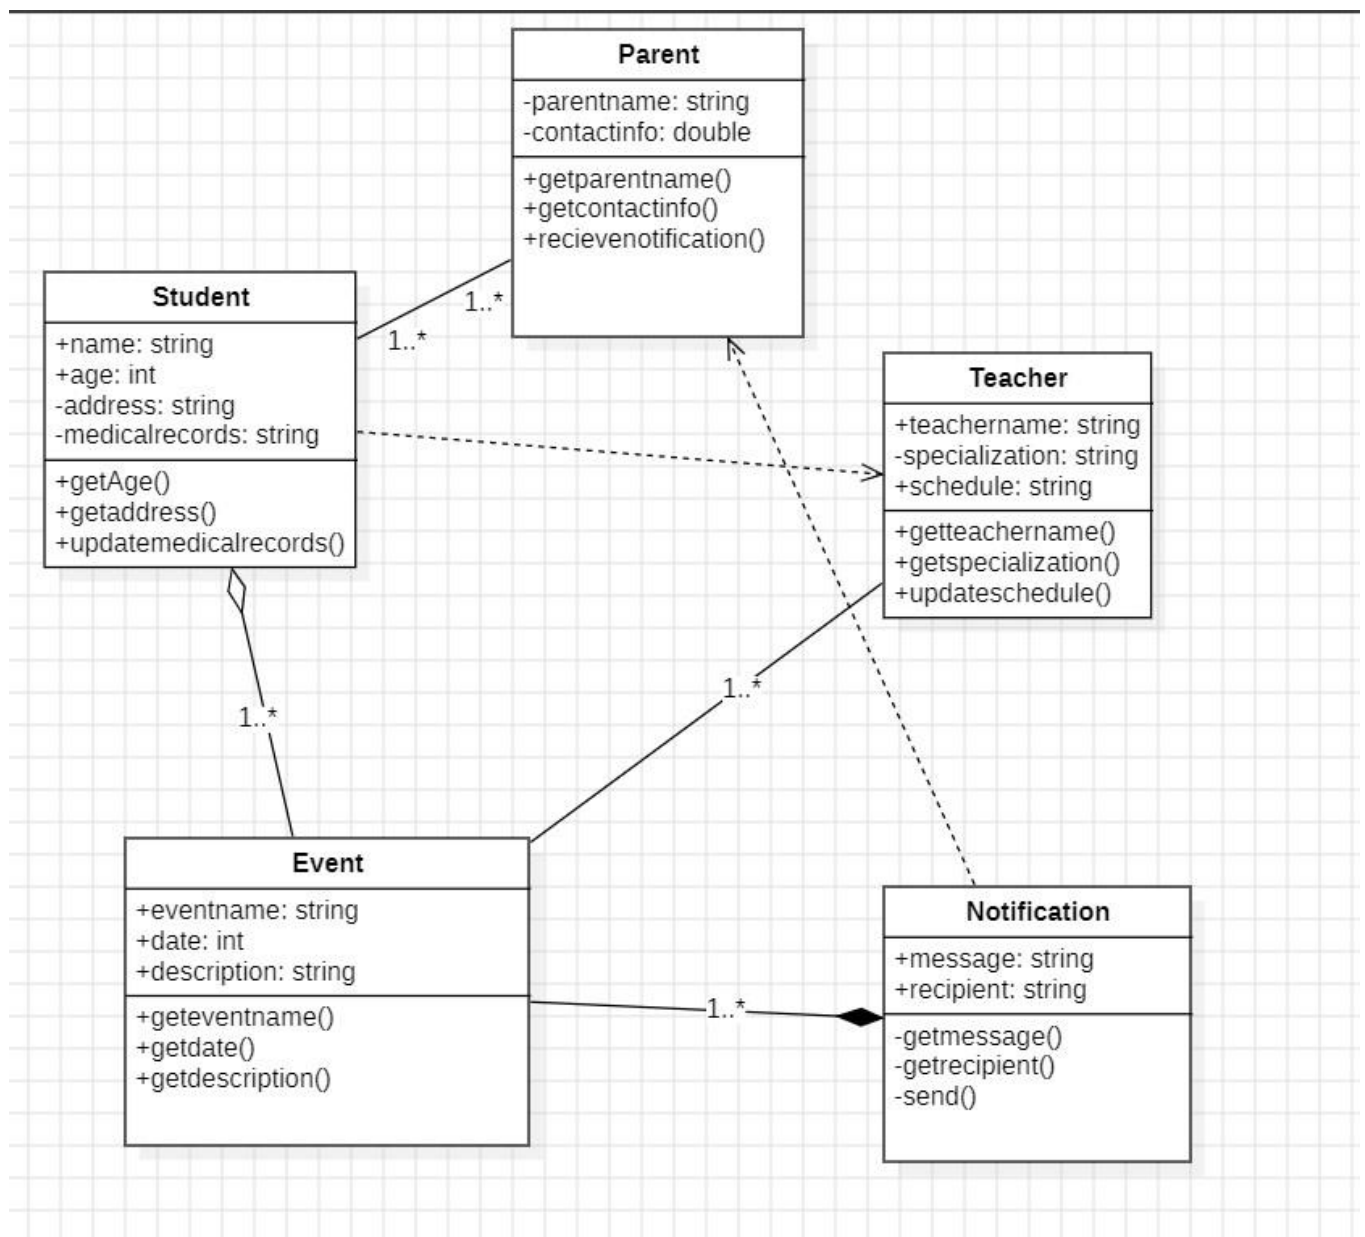 Parent
-parentname: string
-contactinfo: double
+getparentname()
+getcontactinfo()
+recievenotification()
1..*
1..*
Student
+name: string
+age: int
-address: string
-medicalrecords: string
+getAge()
+getaddress()
+updatemedicalrecords()
Teacher
+teachername: string
-specialization: string
+schedule: string
+getteachername()
+getspecialization()
+updateschedule()
1..*
1..*
Event
+eventname: string
+date: int
+description: string
+geteventname()
+getdate()
+getdescription()
1..*
Notification
+message: string
+recipient: string
-getmessage()
-getrecipient()
-send()